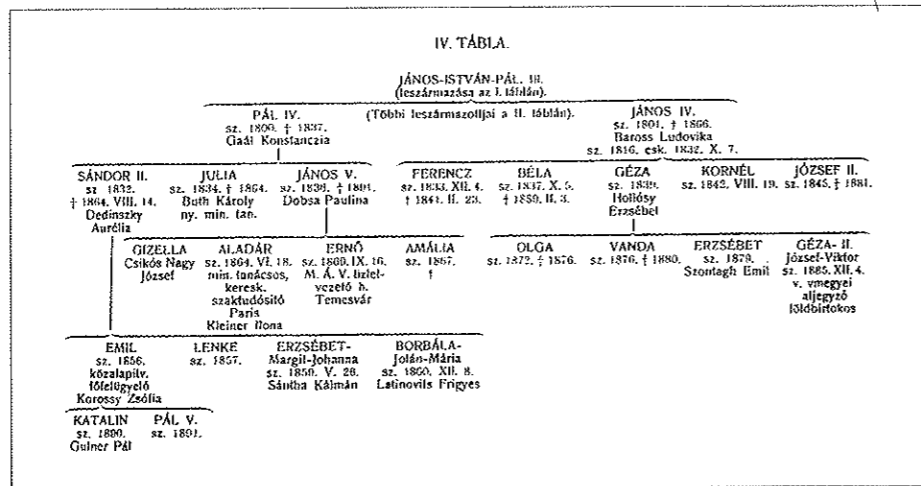 IV. TÁBLA.
JÁNOS-ISTVÁN-PÁL. III.
(leszármazása az I. táblán).
PÁL IV.
sz. 1800. † 1837.
Gaál Konstanczia
(Többi leszármazottjai a II. táblán).
JÁNOS IV.
sz. 1801. † 1866.
Baross Ludovika
sz. 1816. esk. 1832. X. 7.
SÁNDOR II.
sz 1832.
† 1864. VIII. 14.
Dedinszky
Aurélia
JULIA
sz. 1834. † 1864.
Buth Károly
ny. min. tan.
JÁNOS V.
sz. 1836. † 1891.
Dobsa Paulina
FERENCZ
sz. 1833. XII. 4.
† 1841. II. 23.
BÉLA
sz. 1837. X. 5.
† 1859. II. 3.
GÉZA
sz. 1839.
Hollósy
Erzsébet
KORNÉL
sz. 1842. VIII. 19.
JÓZSEF II.
sz. 1845. † 1881.
GIZELLA
Csikós Nagy
József
ALADÁR
sz. 1864. VI. 18.
min. tanácsos,
keresk.
szaktudósító
Paris
Kleiner Ilona
ERNŐ
sz. 1869. IX. 16.
M. Á. V. üzlet-
vezető h.
Temesvár
AMÁLIA
sz. 1867.
†
OLGA
sz. 1872. † 1876.
VANDA
sz. 1876. † 1880.
ERZSÉBET
sz. 1879.
Szontagh Emil
GÉZA- II.
József-Viktor
sz. 1885. XII. 4.
v. vmegyei
aljegyző
földbirtokos
EMIL
sz. 1856.
közalapítv.
főfelügyelő
Korossy Zsófia
LENKE
sz. 1857.
ERZSÉBET-
Margit-Johanna
sz. 1859. V. 26.
Sántha Kálmán
BORBÁLA-
Jolán-Mária
sz. 1860. XII. 8.
Latinovits Frigyes
KATALIN
sz. 1890.
Gulner Pál
PÁL V.
sz. 1891.